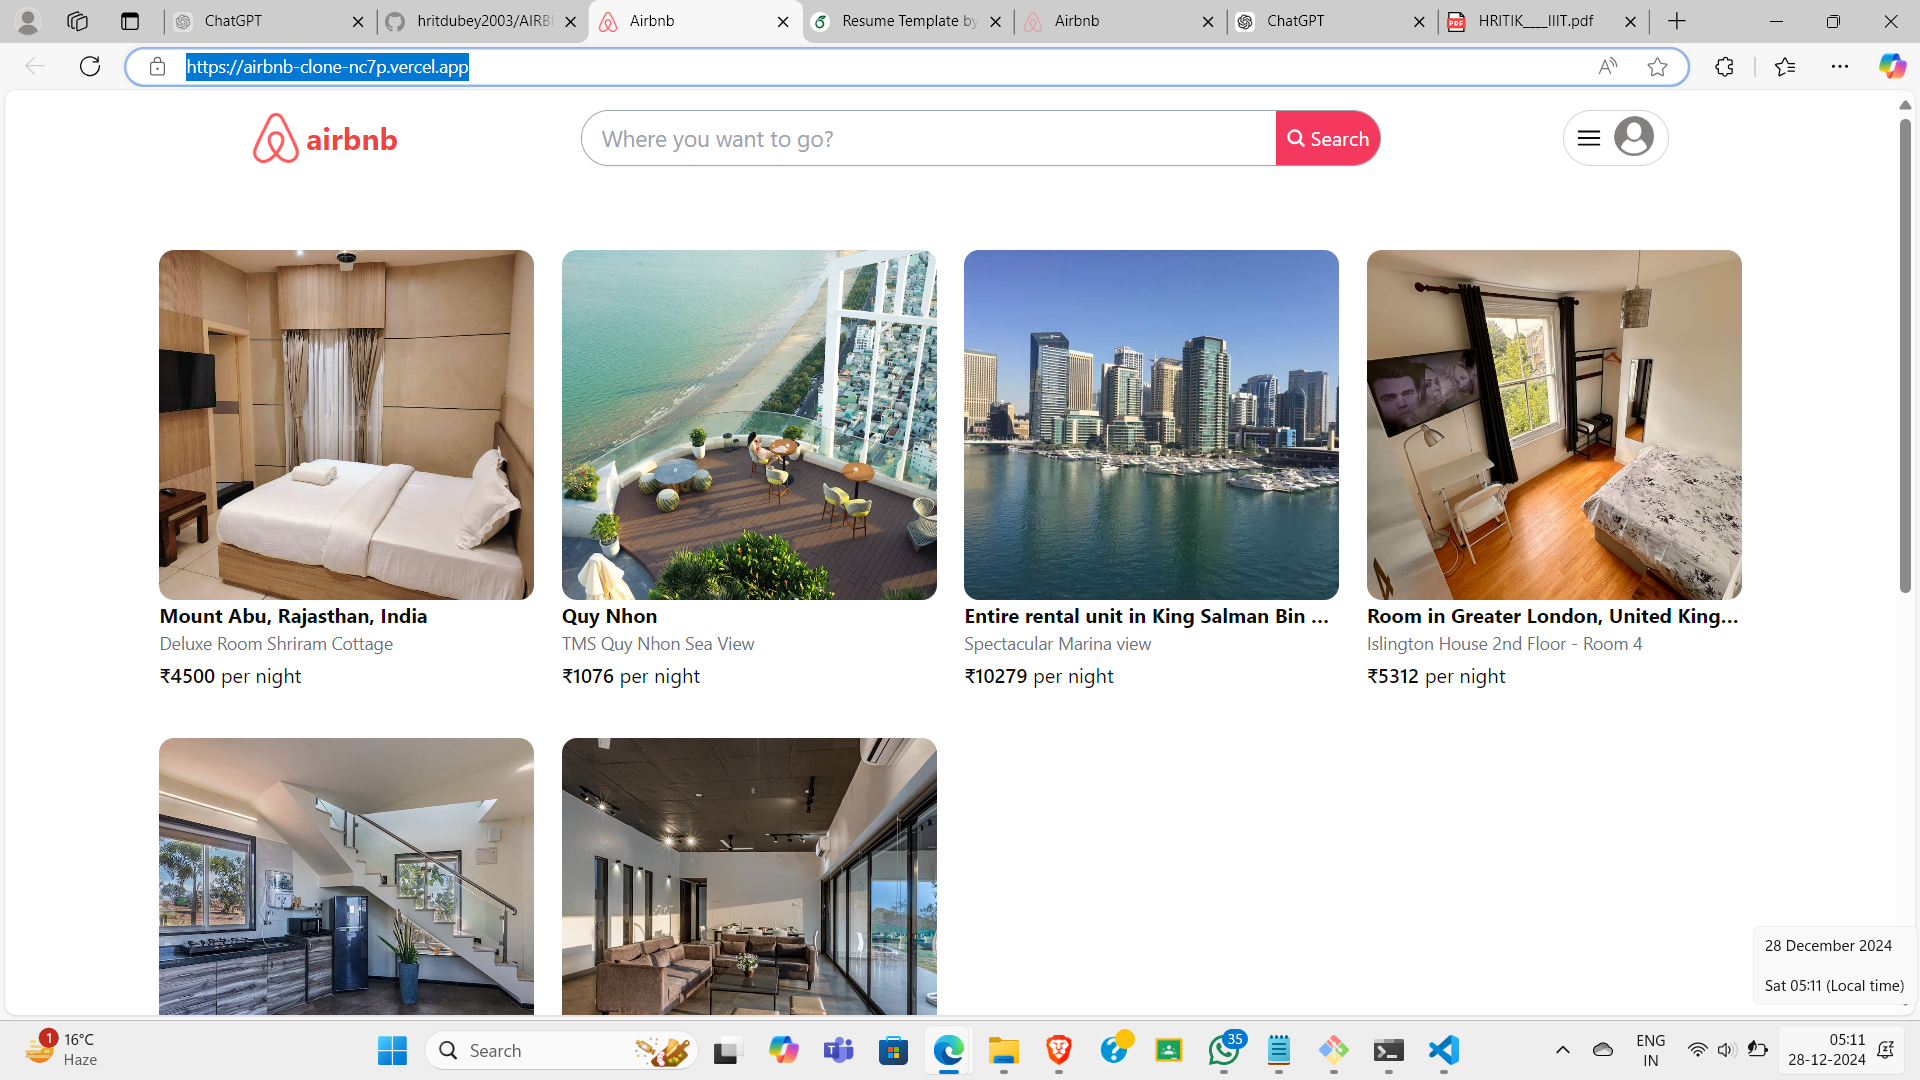 ChatGPT
hritdubey2003/AIRB
Airbnb
Resume Template by
Airbnb
ChatGPT
HRITIK____IIIT.pdf
https://airbnb-clone-nc7p.vercel.app
airbnb
Where you want to go?
Search
Mount Abu, Rajasthan, India
Deluxe Room Shriram Cottage
₹4500 per night
Quy Nhon
TMS Quy Nhon Sea View
₹1076 per night
Entire rental unit in King Salman Bin ...
Spectacular Marina view
₹10279 per night
Room in Greater London, United King...
Islington House 2nd Floor - Room 4
₹5312 per night
28 December 2024
Sat 05:11 (Local time)
1
16°C
Haze
Search
35
ENG
IN
05:11
28-12-2024